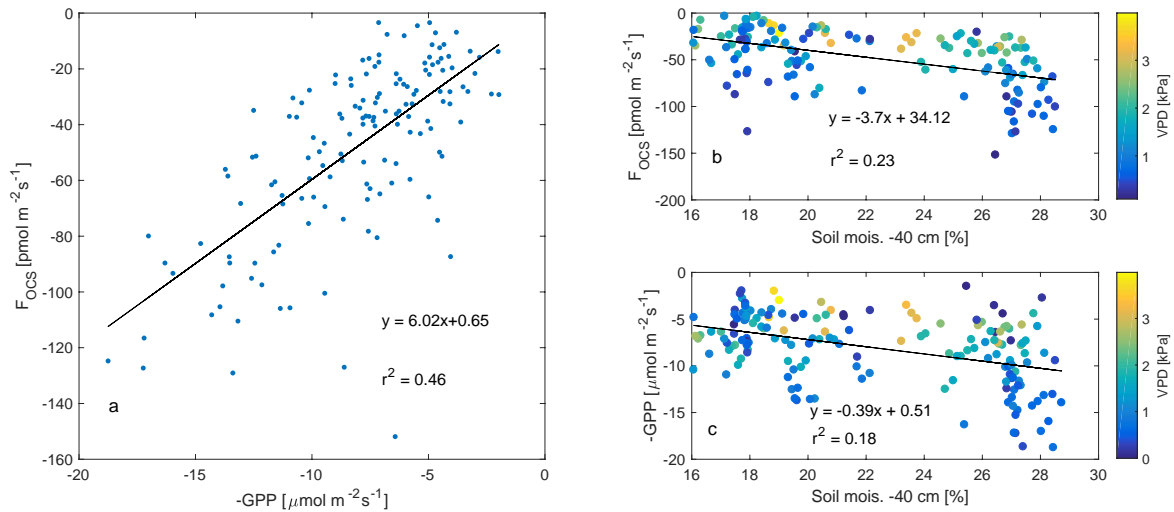 0
-20
-40
-60
-80
-100
-120
-140
-160
F_OCS [pmol m^-2 s^-1]
y = 6.02x+0.65
r^2 = 0.46
a
-20 -15 -10 -5 0
-GPP [μmol m^-2 s^-1]
0
-50
-100
-150
-200
F_OCS [pmol m^-2 s^-1]
y = -3.7x + 34.12
b
r^2 = 0.23
16 18 20 22 24 26 28 30
Soil mois. -40 cm [%]
3
2
1
VPD [kPa]
0
-5
-10
-15
-20
-GPP [μmol m^-2 s^-1]
y = -0.39x + 0.51
c
r^2 = 0.18
16 18 20 22 24 26 28 30
Soil mois. -40 cm [%]
3
2
1
0
VPD [kPa]